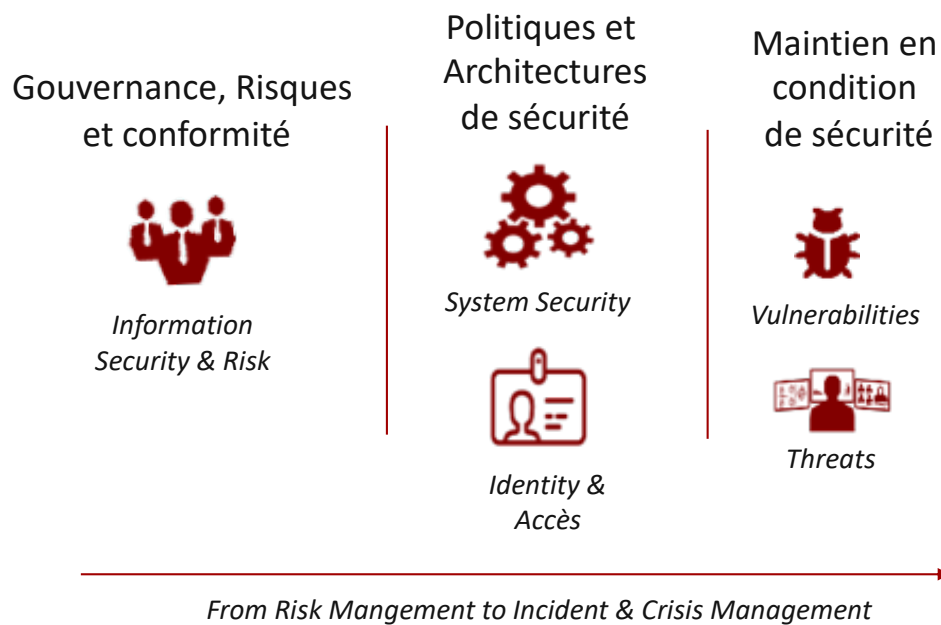 Gouvernance, Risques
et conformité
Information
Security & Risk
Politiques et
Architectures
de sécurité
System Security
Identity &
Accès
Maintien en
condition
de sécurité
Vulnerabilities
Threats
From Risk Mangement to Incident & Crisis Management